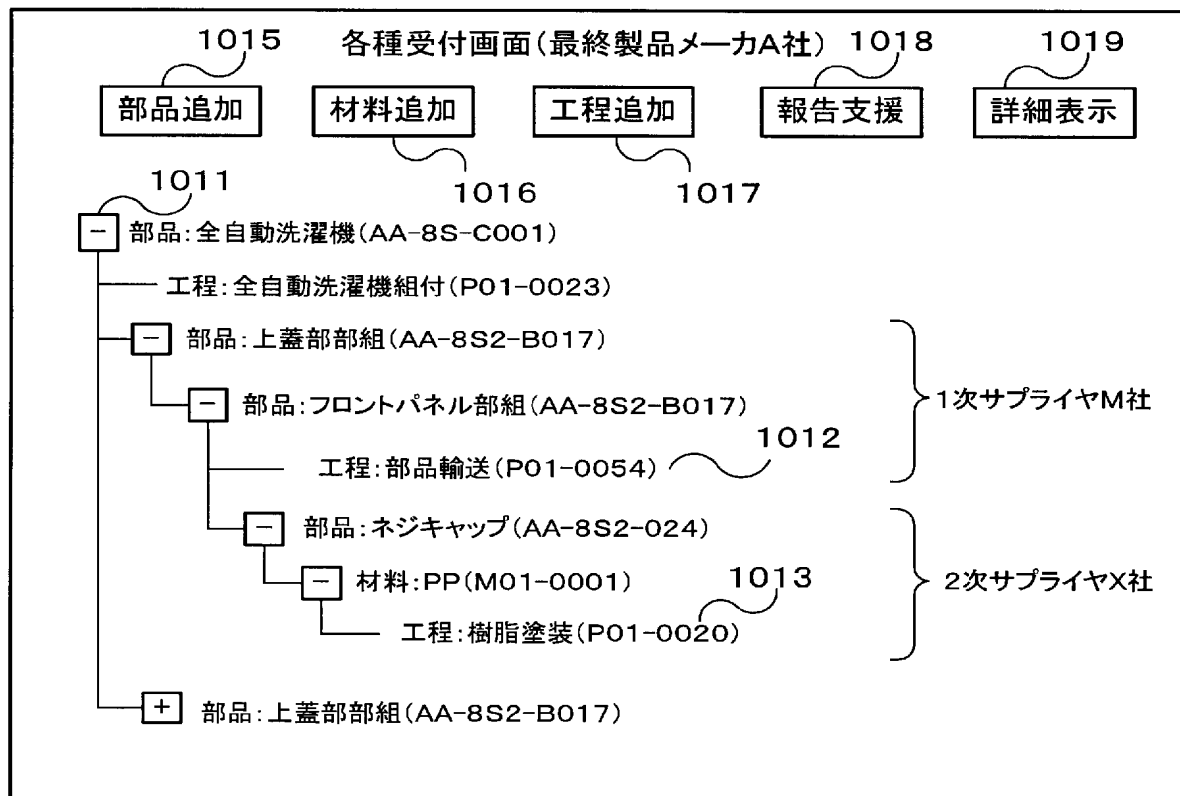 1015
各種受付画面(最終製品メーカA社)
1018
1019
部品追加
材料追加
工程追加
報告支援
詳細表示
1011
1016
1017
− 部品:全自動洗濯機(AA-8S-C001)
工程:全自動洗濯機組付(P01-0023)
− 部品:上蓋部部組(AA-8S2-B017)
− 部品:フロントパネル部組(AA-8S2-B017)
1次サプライヤM社
1012
工程:部品輸送(P01-0054)
− 部品:ネジキャップ(AA-8S2-024)
− 材料:PP(M01-0001)
1013
2次サプライヤX社
工程:樹脂塗装(P01-0020)
+ 部品:上蓋部部組(AA-8S2-B017)